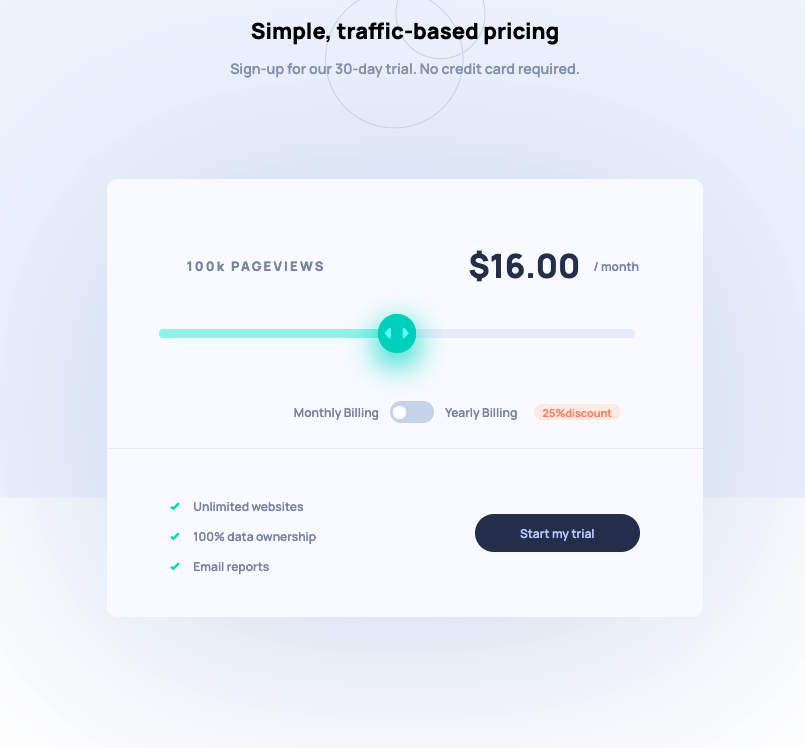 Simple, traffic-based pricing
Sign-up for our 30-day trial. No credit card required.
100k PAGEVIEWS
$16.00 / month
Monthly Billing
Yearly Billing
25%discount
Unlimited websites
100% data ownership
Email reports
Start my trial